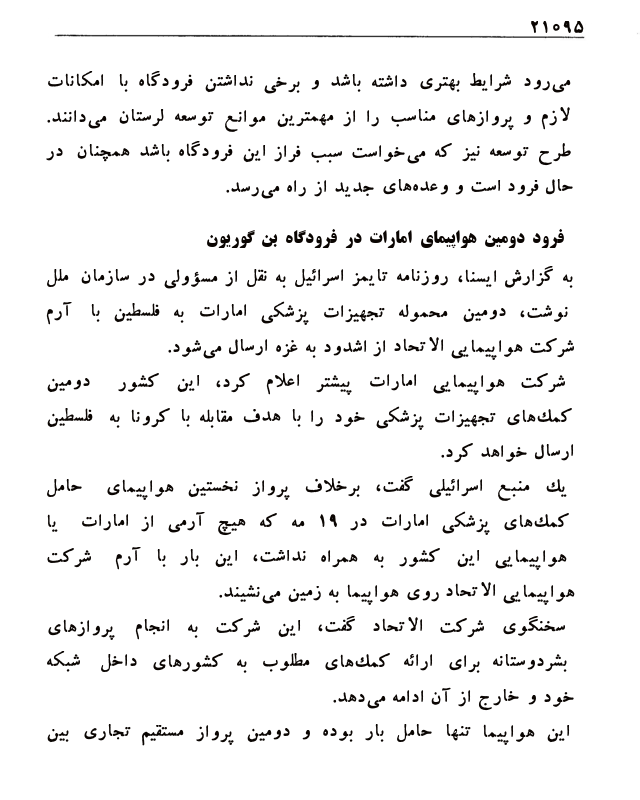 ۲۱۰۹۵
می‌رود شرایط بهتری داشته باشد و برخی نداشتن فرودگاه با امکانات
لازم و پروازهای مناسب را از مهمترین موانع توسعه لرستان می‌دانند.
طرح توسعه نیز که می‌خواست سبب فراز این فرودگاه باشد همچنان در
حال فرود است و وعده‌های جدید از راه می‌رسد.
فرود دومین هواپیمای امارات در فرودگاه بن گوریون
به گزارش ایسنا، روزنامه تایمز اسرائیل به نقل از مسؤولی در سازمان ملل
نوشت، دومین محموله تجهیزات پزشکی امارات به فلسطین با آرم
شرکت هواپیمایی الاتحاد از اشدود به غزه ارسال می‌شود.
شرکت هواپیمایی امارات پیشتر اعلام کرد، این کشور دومین
کمك‌های تجهیزات پزشکی خود را با هدف مقابله با کرونا به فلسطین
ارسال خواهد کرد.
يك منبع اسرائیلی گفت، برخلاف پرواز نخستین هواپیمای حامل
کمك‌های پزشکی امارات در ۱۹ مه که هیچ آرمی از امارات یا
هواپیمایی این کشور به همراه نداشت، این بار با آرم شرکت
هواپیمایی الاتحاد روی هواپیما به زمین می‌نشیند.
سخنگوی شرکت الاتحاد گفت، این شرکت به انجام پروازهای
بشردوستانه برای ارائه کمك‌های مطلوب به کشورهای داخل شبکه
خود و خارج از آن ادامه می‌دهد.
این هواپیما تنها حامل بار بوده و دومین پرواز مستقیم تجاری بین